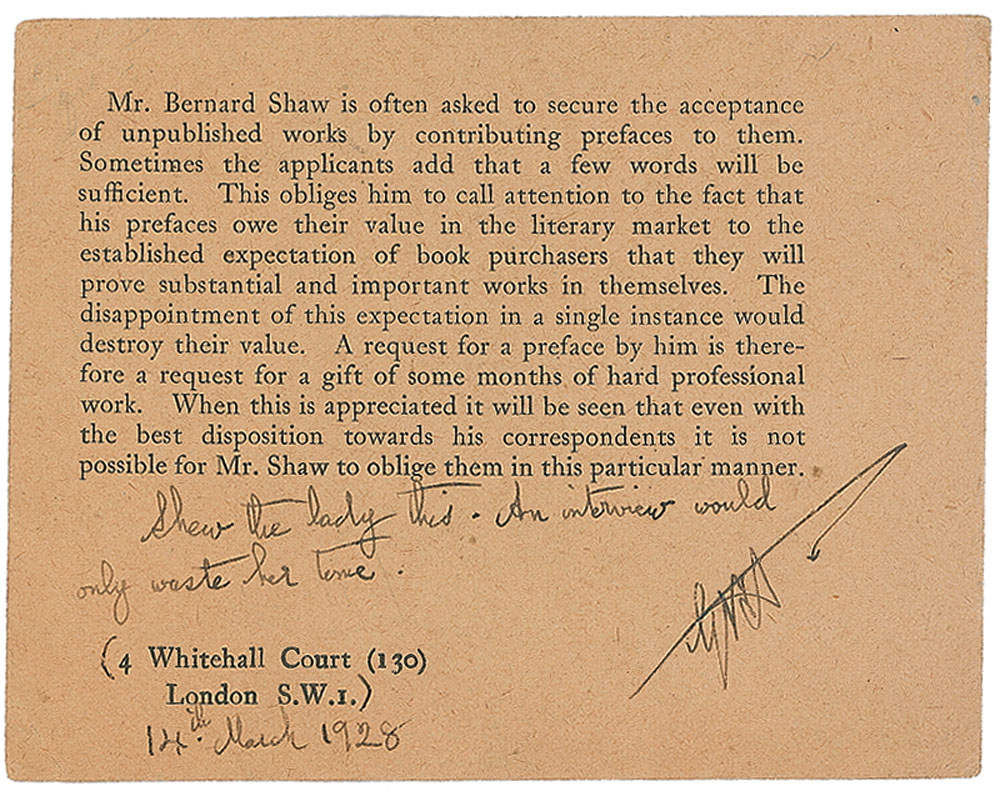 Mr. Bernard Shaw is often asked to secure the acceptance
of unpublished works by contributing prefaces to them.
Sometimes the applicants add that a few words will be
sufficient. This obliges him to call attention to the fact that
his prefaces owe their value in the literary market to the
established expectation of book purchasers that they will
prove substantial and important works in themselves. The
disappointment of this expectation in a single instance would
destroy their value. A request for a preface by him is there-
fore a request for a gift of some months of hard professional
work. When this is appreciated it will be seen that even with
the best disposition towards his correspondents it is not
possible for Mr. Shaw to oblige them in this particular manner.
Shew the lady this. An interview would
only waste her time.
GBS
(4 Whitehall Court (130)
London S.W.1.)
14th. March 1928